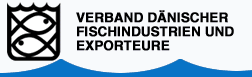 VERBAND DÄNISCHER
FISCHINDUSTRIEN UND
EXPORTEURE